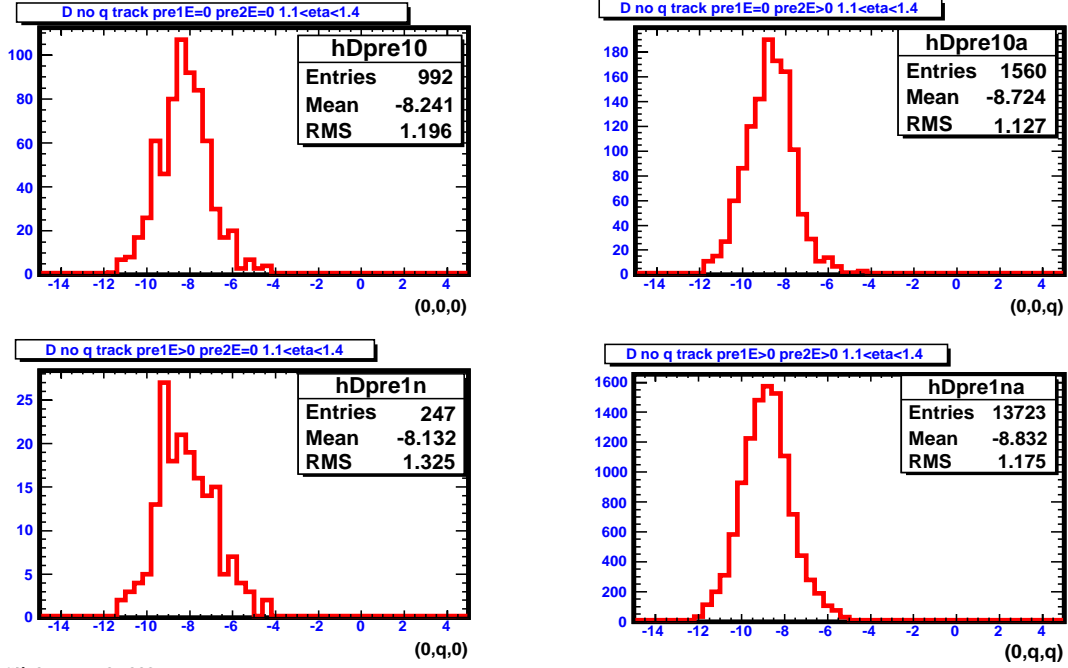 D no q track pre1E=0 pre2E=0 1.1<eta<1.4
hDpre10
Entries 992
Mean -8.241
RMS 1.196
100
80
60
40
20
0
-14 -12 -10 -8 -6 -4 -2 0 2 4
(0,0,0)
D no q track pre1E=0 pre2E>0 1.1<eta<1.4
hDpre10a
Entries 1560
Mean -8.724
RMS 1.127
180
160
140
120
100
80
60
40
20
0
-14 -12 -10 -8 -6 -4 -2 0 2 4
(0,0,q)
D no q track pre1E>0 pre2E=0 1.1<eta<1.4
hDpre1n
Entries 247
Mean -8.132
RMS 1.325
25
20
15
10
5
0
-14 -12 -10 -8 -6 -4 -2 0 2 4
(0,q,0)
D no q track pre1E>0 pre2E>0 1.1<eta<1.4
hDpre1na
Entries 13723
Mean -8.832
RMS 1.175
1600
1400
1200
1000
800
600
400
200
0
-14 -12 -10 -8 -6 -4 -2 0 2 4
(0,q,q)